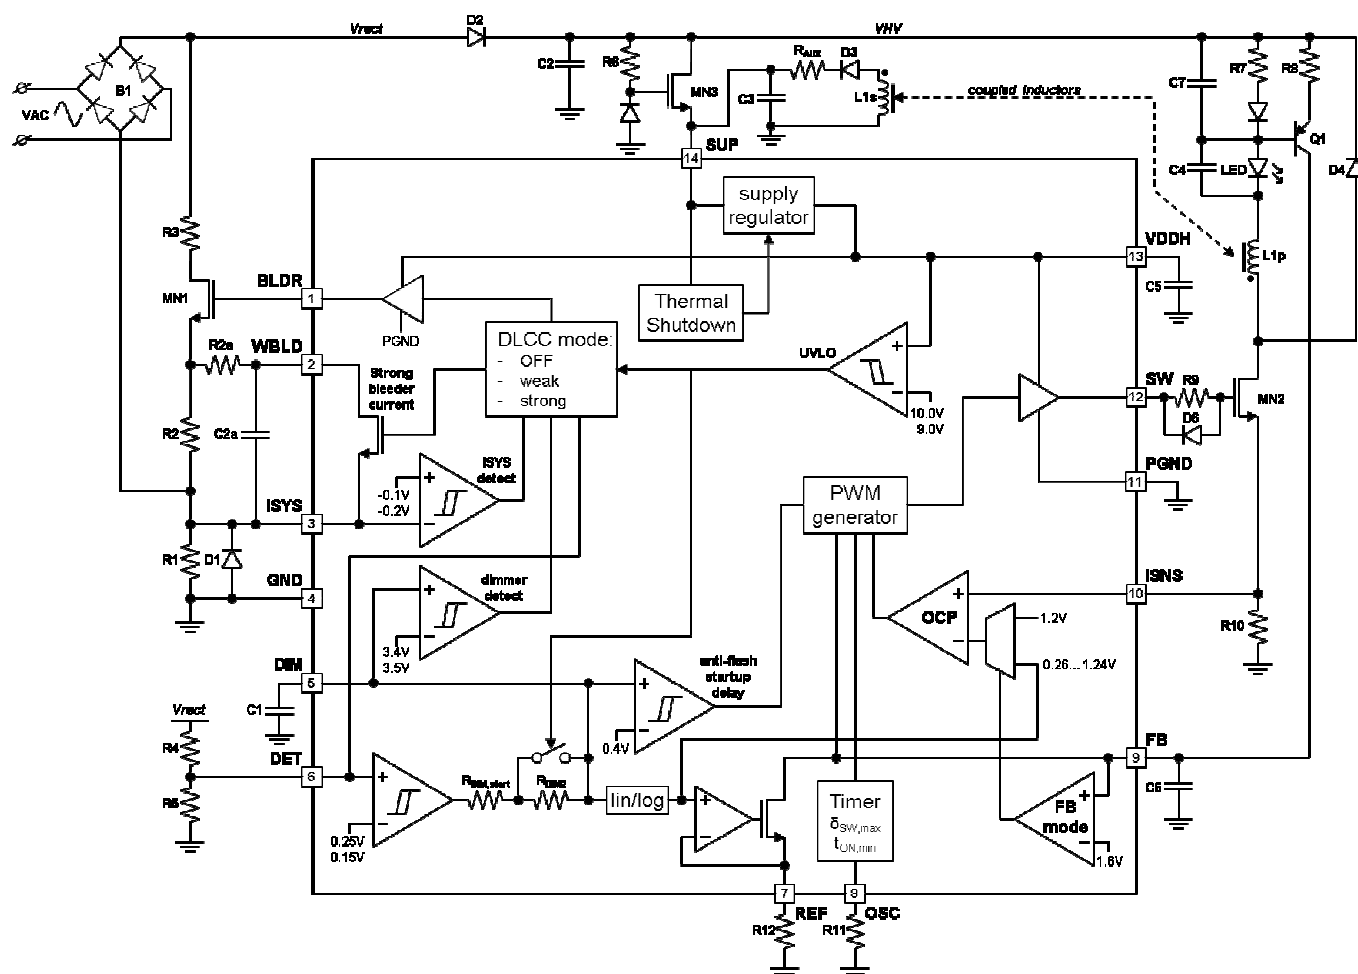 D2
Vrect
VHV
B1
VAC
C2
R6
MN3
C3
RAUX
D3
L1s
coupled inductors
C7
R7
R8
Q1
C4
LED
D4
L1p
SUP
14
supply
regulator
Thermal
Shutdown
VDDH
13
C5
R3
MN1
BLDR
1
PGND
DLCC mode:
- OFF
- weak
- strong
UVLO
10.0V
9.0V
R2a
WBLD
2
Strong
bleeder
current
R2
C2a
SW
12
R9
D6
MN2
PGND
11
ISYS
3
-0.1V
-0.2V
ISYS
detect
PWM
generator
R1
D1
GND
4
dimmer
detect
3.4V
3.5V
OCP
1.2V
0.26...1.24V
ISNS
10
R10
DIM
5
C1
anti-flash
startup
delay
0.4V
Vrect
R4
DET
6
R5
0.25V
0.15V
RDIM,start
lin/log
Timer
δSW,max
tON,min
FB
9
C6
FB
mode
1.6V
7
REF
R12
OSC
R11